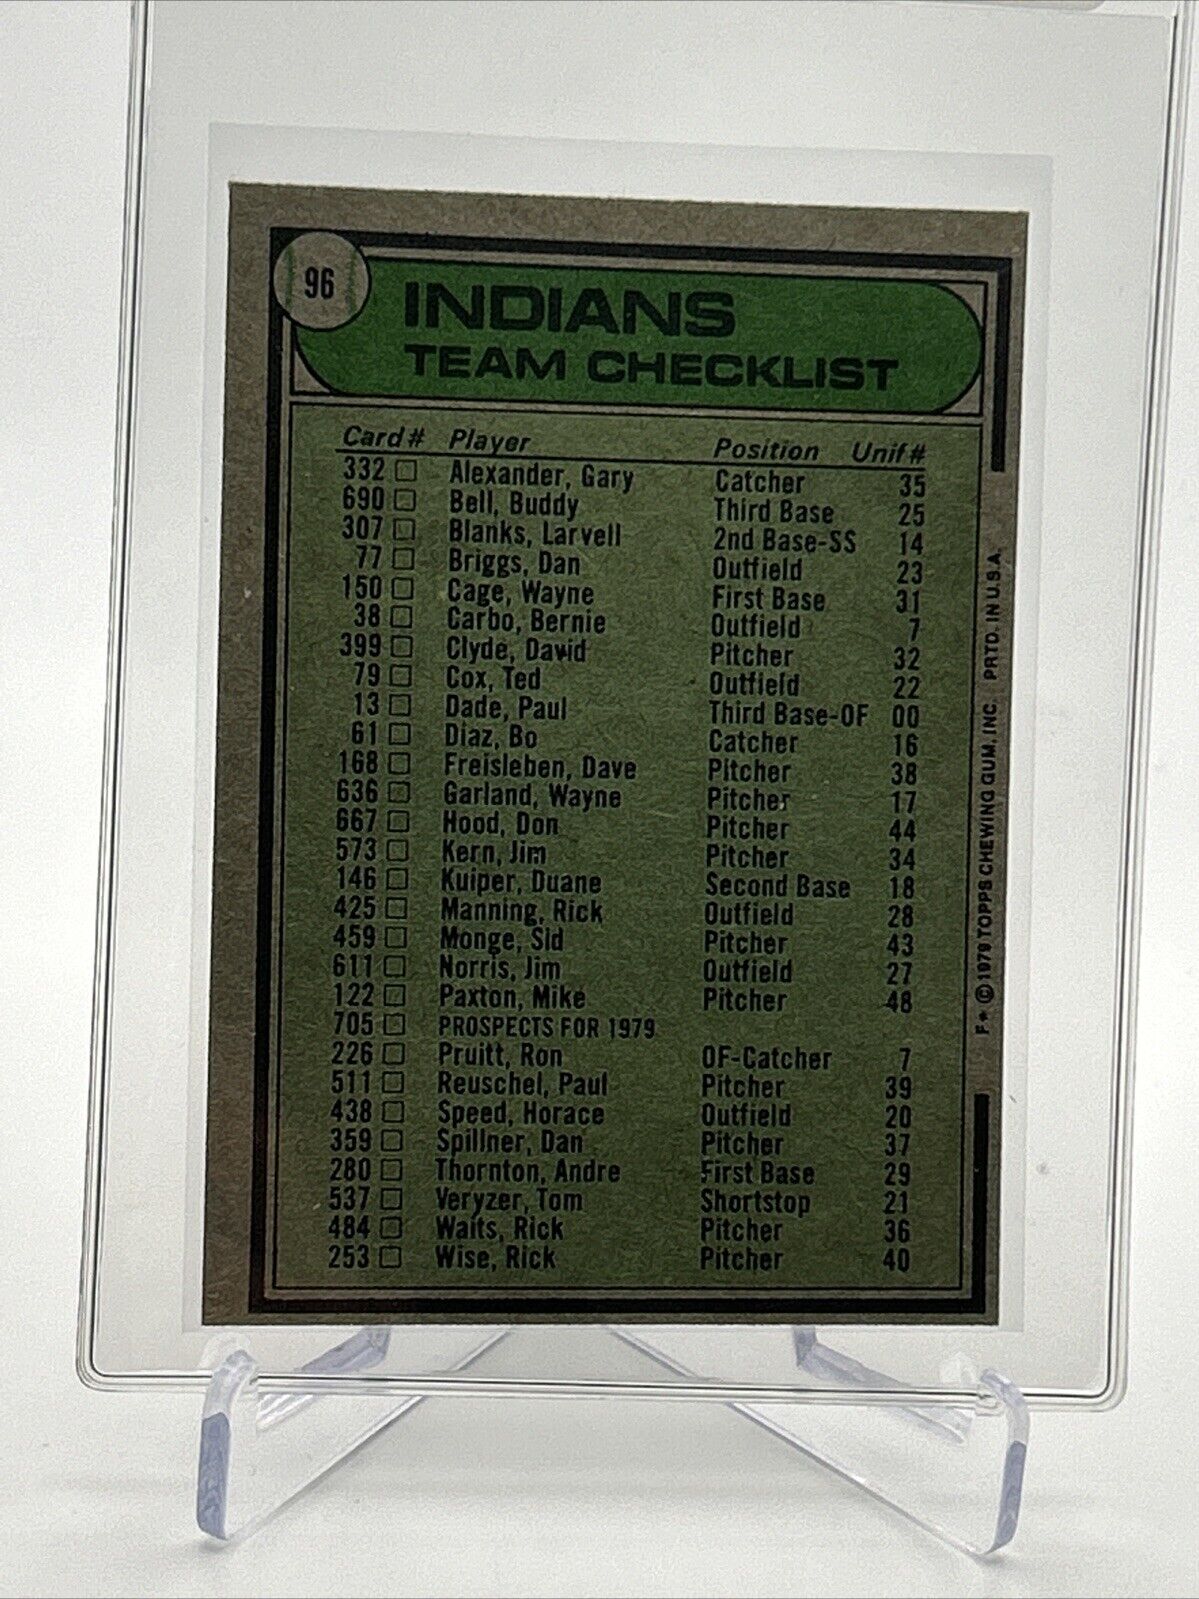 96
INDIANS
TEAM CHECKLIST
Card# Player Position Unif#
332 Alexander, Gary Catcher 35
690 Bell, Buddy Third Base 25
307 Blanks, Larvell 2nd Base-SS 14
77 Briggs, Dan Outfield 23
150 Cage, Wayne First Base 31
38 Carbo, Bernie Outfield 7
399 Clyde, David Pitcher 32
79 Cox, Ted Outfield 22
13 Dade, Paul Third Base-OF 00
61 Diaz, Bo Catcher 16
168 Freisleben, Dave Pitcher 38
636 Garland, Wayne Pitcher 17
667 Hood, Don Pitcher 44
573 Kern, Jim Pitcher 34
146 Kuiper, Duane Second Base 18
425 Manning, Rick Outfield 28
459 Monge, Sid Pitcher 43
611 Norris, Jim Outfield 27
122 Paxton, Mike Pitcher 48
705 PROSPECTS FOR 1979
226 Pruitt, Ron OF-Catcher 7
511 Reuschel, Paul Pitcher 39
438 Speed, Horace Outfield 20
359 Spillner, Dan Pitcher 37
280 Thornton, Andre First Base 29
537 Veryzer, Tom Shortstop 21
484 Waits, Rick Pitcher 36
253 Wise, Rick Pitcher 40
F* © 1979 TOPPS CHEWING GUM, INC. PRTD. IN U.S.A.